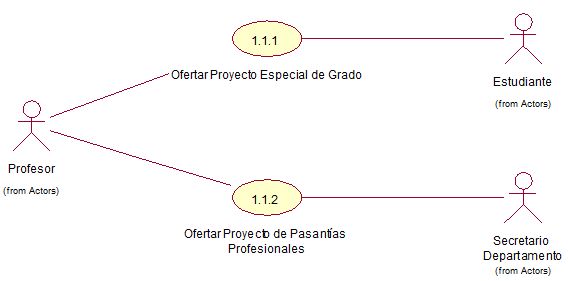 1.1.1
Ofertar Proyecto Especial de Grado
Estudiante
(from Actors)
Profesor
(from Actors)
1.1.2
Ofertar Proyecto de Pasantías
Profesionales
Secretario
Departamento
(from Actors)